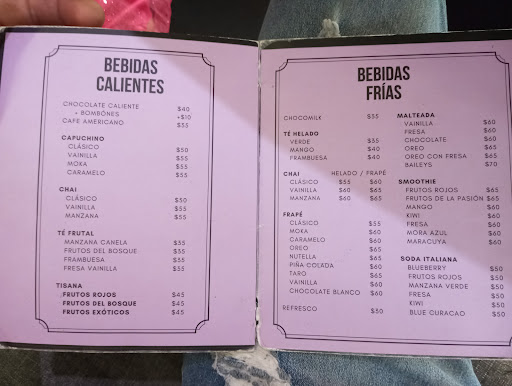 BEBIDAS
CALIENTES
CHOCOLATE CALIENTE $40
+ BOMBÓNES +$10
CAFE AMERICANO $35
CAPUCHINO
CLÁSICO $50
VAINILLA $55
MOKA $55
CARAMELO $55
CHAI
CLÁSICO $50
VAINILLA $55
MANZANA $55
TÉ FRUTAL
MANZANA CANELA $35
FRUTOS DEL BOSQUE $35
FRAMBUESA $35
FRESA VAINILLA $35
TISANA
FRUTOS ROJOS $45
FRUTOS DEL BOSQUE $45
FRUTOS EXÓTICOS $45
BEBIDAS
FRÍAS
CHOCOMILK $35
TÉ HELADO
VERDE $35
MANGO $40
FRAMBUESA $40
CHAI HELADO / FRAPÉ
CLÁSICO $55 $60
VAINILLA $60 $65
MANZANA $60 $65
FRAPÉ
CLÁSICO $55
MOKA $60
CARAMELO $60
OREO $65
NUTELLA $65
PIÑA COLADA $60
TARO $65
VAINILLA $60
CHOCOLATE BLANCO $60
REFRESCO $30
MALTEADA
VAINILLA $60
FRESA $60
CHOCOLATE $60
OREO $65
OREO CON FRESA $65
BAILEYS $70
SMOOTHIE
FRUTOS ROJOS $65
FRUTOS DE LA PASIÓN $65
MANGO $60
KIWI $60
FRESA $60
MORA AZUL $60
MARACUYA $60
SODA ITALIANA
BLUEBERRY $50
FRUTOS ROJOS $50
MANZANA VERDE $50
FRESA $50
KIWI $50
BLUE CURACAO $50